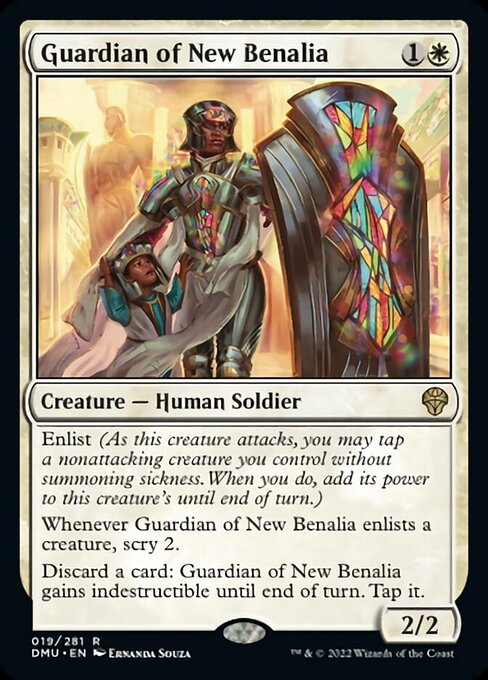 Guardian of New Benalia 1
Creature — Human Soldier
Enlist (As this creature attacks, you may tap
a nonattacking creature you control without
summoning sickness. When you do, add its power
to this creature's until end of turn.)
Whenever Guardian of New Benalia enlists a
creature, scry 2.
Discard a card: Guardian of New Benalia
gains indestructible until end of turn. Tap it.
2/2
019/281 R
DMU • EN Ernanda Souza
™ & © 2022 Wizards of the Coast